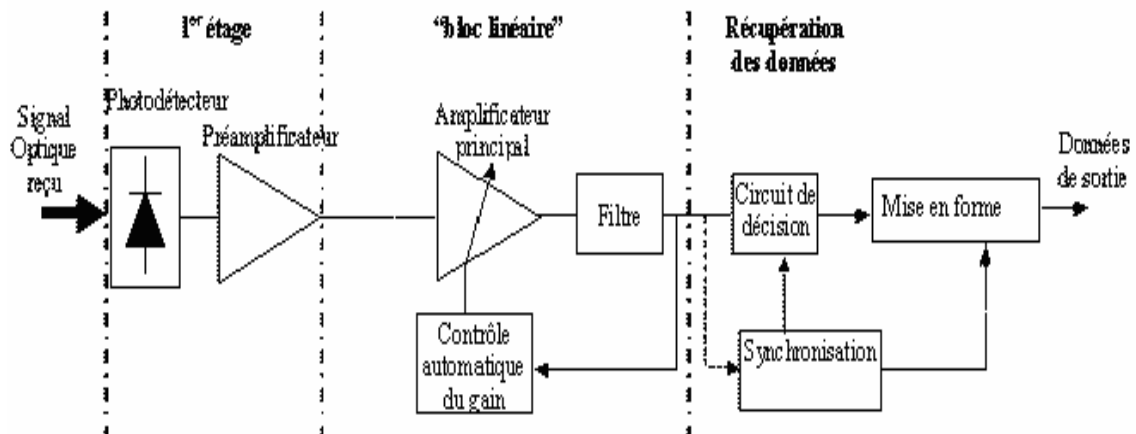 1er étage
"bloc linéaire"
Récupération
des données
Signal
Optique
reçu
Photodétecteur
Préamplificateur
Amplificateur
principal
Filtre
Contrôle
automatique
du gain
Circuit de
décision
Mise en forme
Synchronisation
Données
de sortie